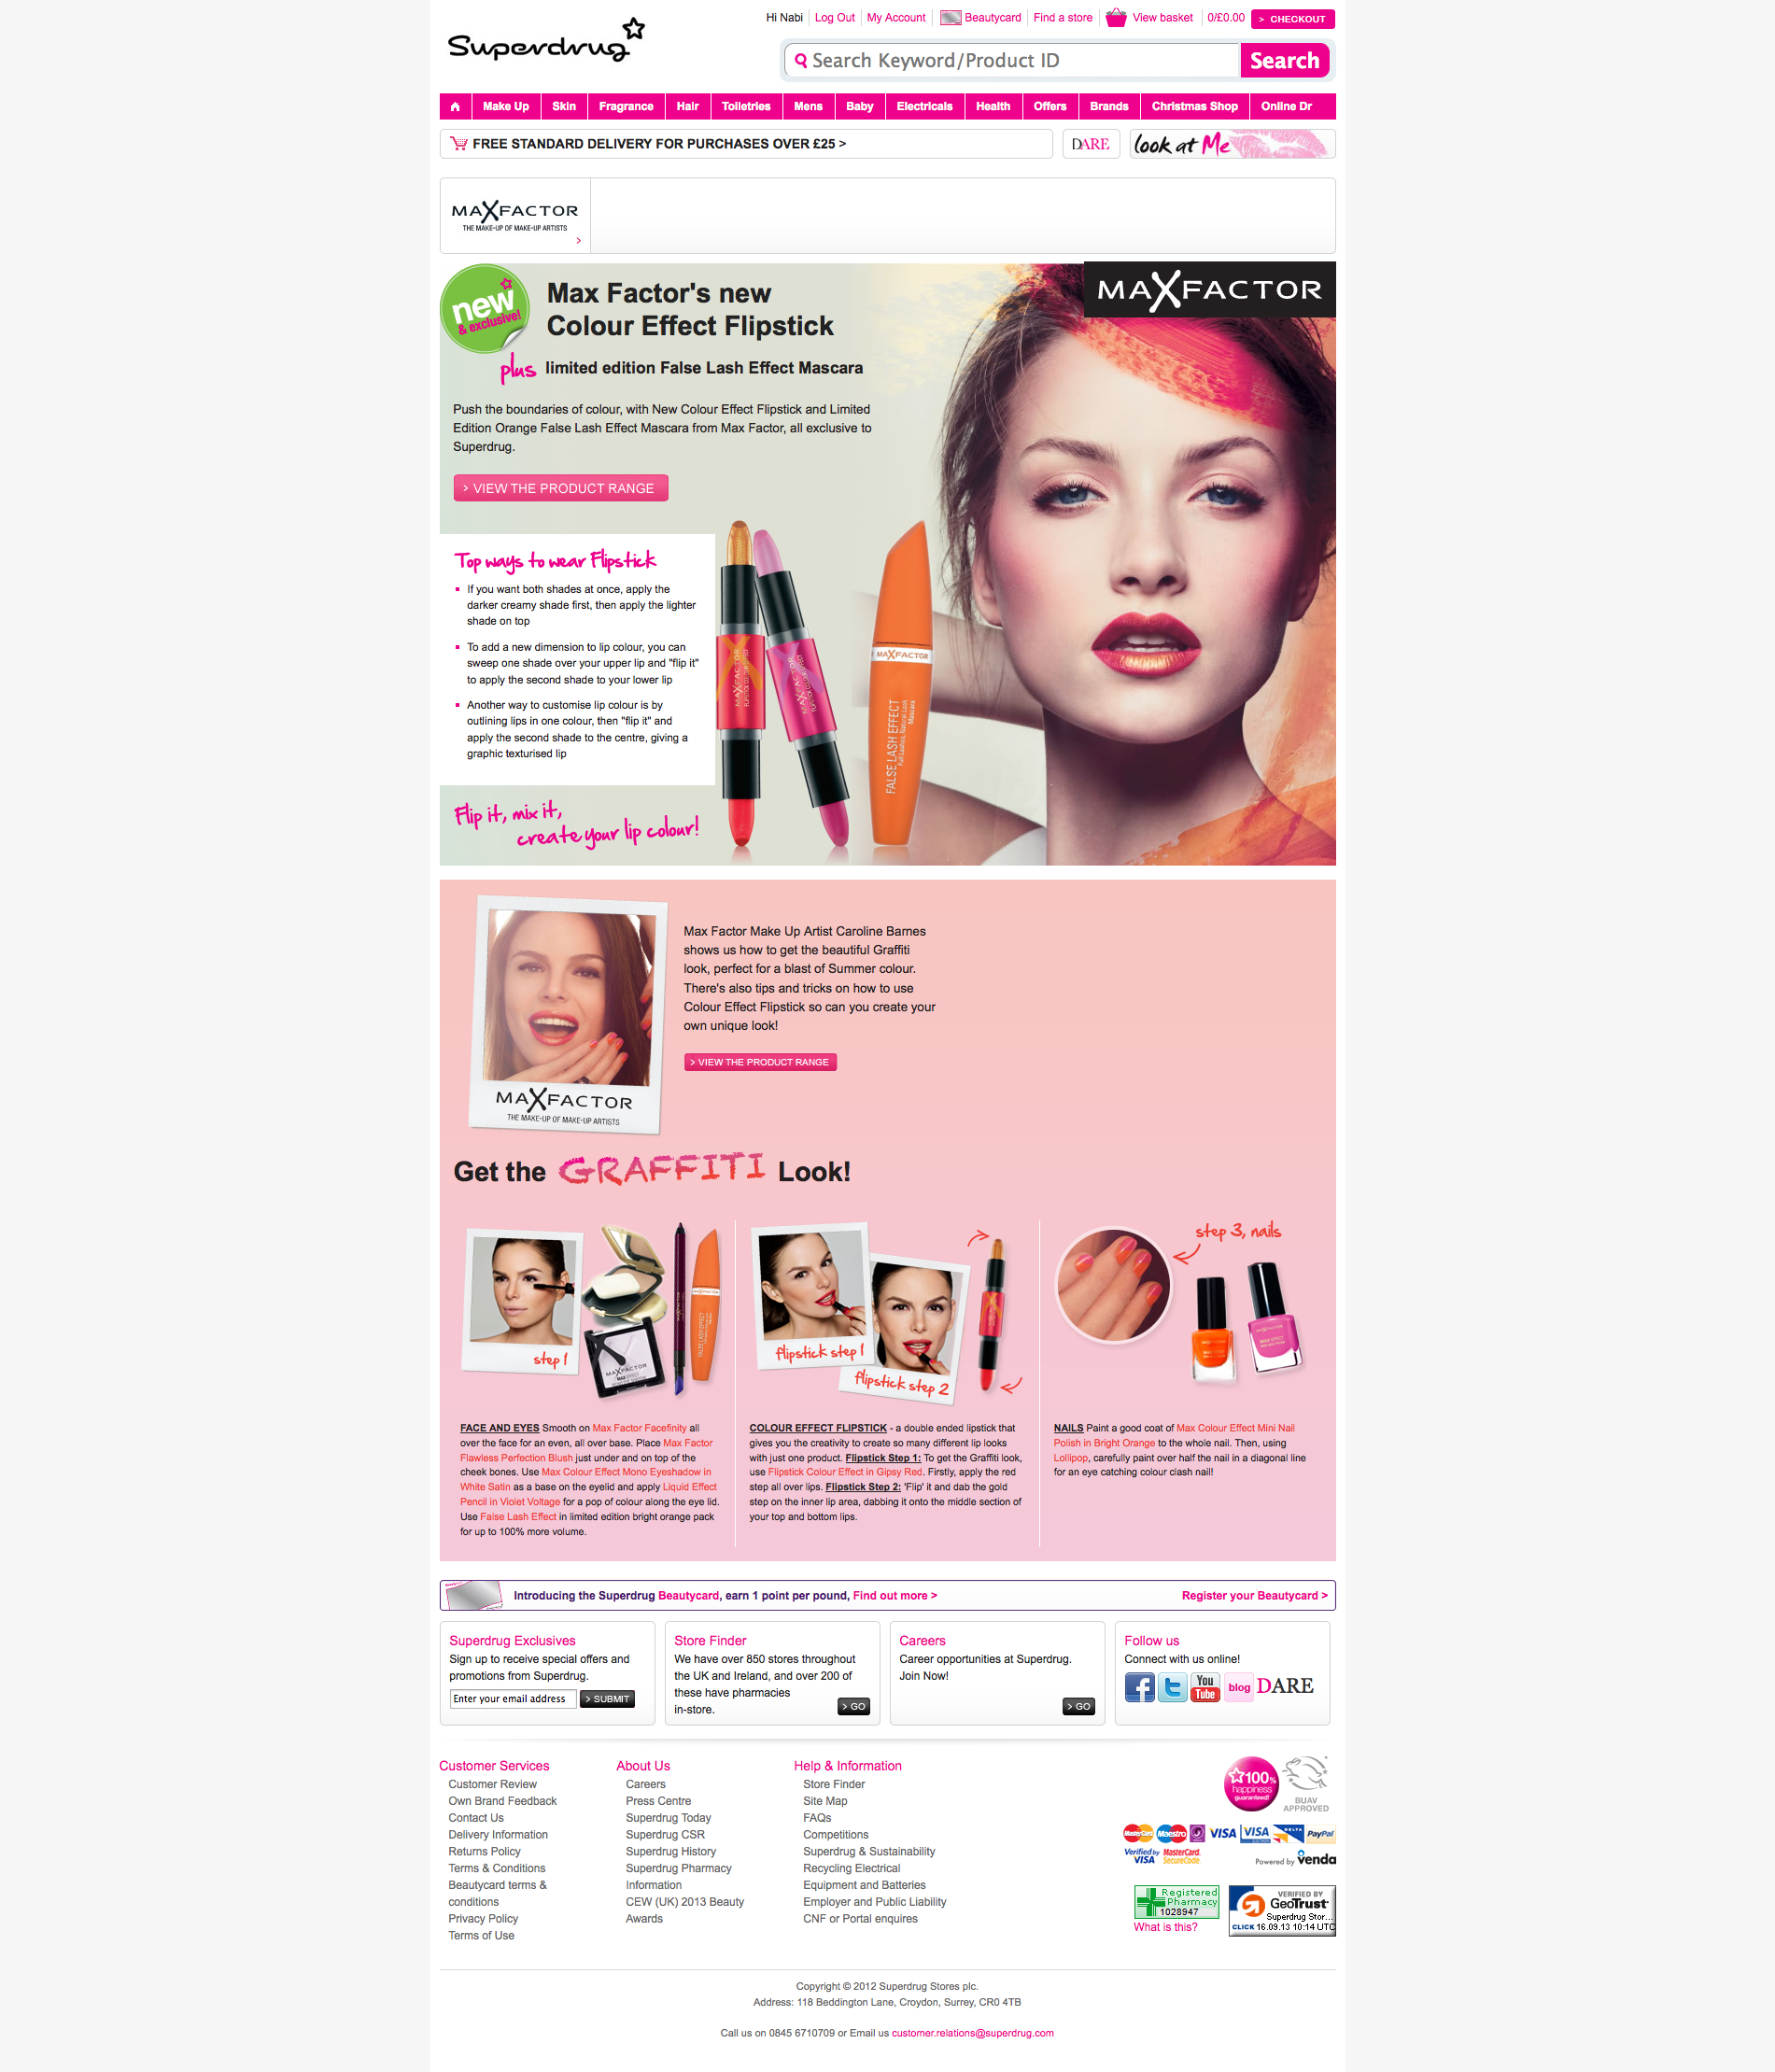 Superdrug
Hi Nabi
Log Out
My Account
Beautycard
Find a store
View basket
0/£0.00
> CHECKOUT
Search Keyword/Product ID
Search
Make Up
Skin
Fragrance
Hair
Toiletries
Mens
Baby
Electricals
Health
Offers
Brands
Christmas Shop
Online Dr
FREE STANDARD DELIVERY FOR PURCHASES OVER £25 >
DARE
look at Me
MAXFACTOR
THE MAKE-UP OF MAKE-UP ARTISTS
>
new
& exclusive!
Max Factor's new
Colour Effect Flipstick
plus limited edition False Lash Effect Mascara
MAXFACTOR
Push the boundaries of colour, with New Colour Effect Flipstick and Limited
Edition Orange False Lash Effect Mascara from Max Factor, all exclusive to
Superdrug.
> VIEW THE PRODUCT RANGE
Top ways to wear Flipstick
If you want both shades at once, apply the
darker creamy shade first, then apply the lighter
shade on top
To add a new dimension to lip colour, you can
sweep one shade over your upper lip and "flip it"
to apply the second shade to your lower lip
Another way to customise lip colour is by
outlining lips in one colour, then "flip it" and
apply the second shade to the centre, giving a
graphic texturised lip
Flip it, mix it,
create your lip colour!
MAXFACTOR
MAXFACTOR
MAXFACTOR
FALSE LASH EFFECT
Full Lashes, Natural Look
Mascara
Max Factor Make Up Artist Caroline Barnes
shows us how to get the beautiful Graffiti
look, perfect for a blast of Summer colour.
There's also tips and tricks on how to use
Colour Effect Flipstick so can you create your
own unique look!
> VIEW THE PRODUCT RANGE
MAXFACTOR
THE MAKE-UP OF MAKE-UP ARTISTS
Get the GRAFFITI Look!
step 1
MAXFACTOR
FALSE LASH EFFECT
flipstick step 1
flipstick step 2
step 3, nails
MAXFACTOR
FACE AND EYES Smooth on Max Factor Facefinity all
over the face for an even, all over base. Place Max Factor
Flawless Perfection Blush just under and on top of the
cheek bones. Use Max Colour Effect Mono Eyeshadow in
White Satin as a base on the eyelid and apply Liquid Effect
Pencil in Violet Voltage for a pop of colour along the eye lid.
Use False Lash Effect in limited edition bright orange pack
for up to 100% more volume.
COLOUR EFFECT FLIPSTICK - a double ended lipstick that
gives you the creativity to create so many different lip looks
with just one product. Flipstick Step 1: To get the Graffiti look,
use Flipstick Colour Effect in Gipsy Red. Firstly, apply the red
step all over lips. Flipstick Step 2: 'Flip' it and dab the gold
step on the inner lip area, dabbing it onto the middle section of
your top and bottom lips.
NAILS Paint a good coat of Max Colour Effect Mini Nail
Polish in Bright Orange to the whole nail. Then, using
Lollipop, carefully paint over half the nail in a diagonal line
for an eye catching colour clash nail!
Introducing the Superdrug Beautycard, earn 1 point per pound, Find out more >
Register your Beautycard >
Superdrug Exclusives
Sign up to receive special offers and
promotions from Superdrug.
Enter your email address
> SUBMIT
Store Finder
We have over 850 stores throughout
the UK and Ireland, and over 200 of
these have pharmacies
in-store.
> GO
Careers
Career opportunities at Superdrug.
Join Now!
> GO
Follow us
Connect with us online!
You Tube
blog
DARE
Customer Services
Customer Review
Own Brand Feedback
Contact Us
Delivery Information
Returns Policy
Terms & Conditions
Beautycard terms &
conditions
Privacy Policy
Terms of Use
About Us
Careers
Press Centre
Superdrug Today
Superdrug CSR
Superdrug History
Superdrug Pharmacy
Information
CEW (UK) 2013 Beauty
Awards
Help & Information
Store Finder
Site Map
FAQs
Competitions
Superdrug & Sustainability
Recycling Electrical
Equipment and Batteries
Employer and Public Liability
CNF or Portal enquires
100%
happiness
guaranteed!
BUAV
APPROVED
MasterCard
Maestro
VISA
VISA
DELTA
PayPal
Verified by
VISA
MasterCard.
SecureCode.
Powered by venda
Registered
Pharmacy
1028947
What is this?
VERIFIED BY
GeoTrust
Superdrug Stor...
CLICK 16.09.13 10:14 UTC
Copyright © 2012 Superdrug Stores plc.
Address: 118 Beddington Lane, Croydon, Surrey, CR0 4TB
Call us on 0845 6710709 or Email us customer.relations@superdrug.com